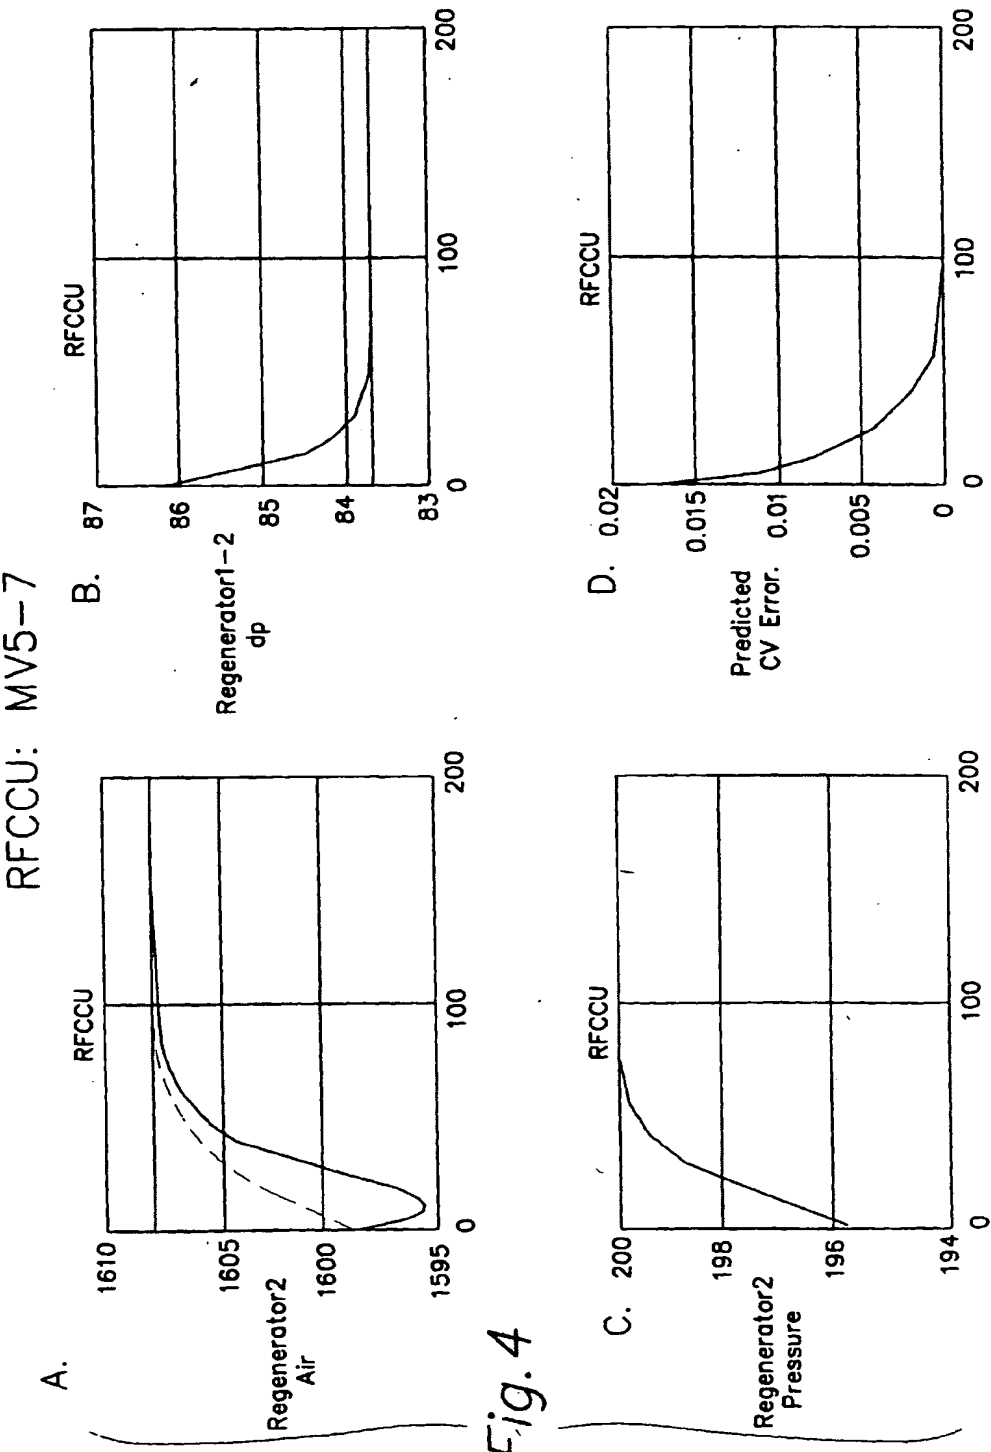 RFCCU: MV5-7
A.
RFCCU
1610
1605
1600
1595
Regenerator2
Air
0
100
200
B.
RFCCU
87
86
85
84
83
Regenerator1-2
dp
0
100
200
C.
RFCCU
200
198
196
194
Regenerator2
Pressure
0
100
200
D.
RFCCU
0.02
0.015
0.01
0.005
0
Predicted
CV Error.
0
100
200
Fig. 4